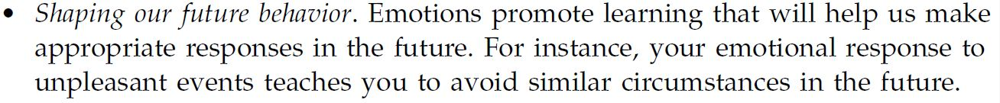 • Shaping our future behavior. Emotions promote learning that will help us make
appropriate responses in the future. For instance, your emotional response to
unpleasant events teaches you to avoid similar circumstances in the future.